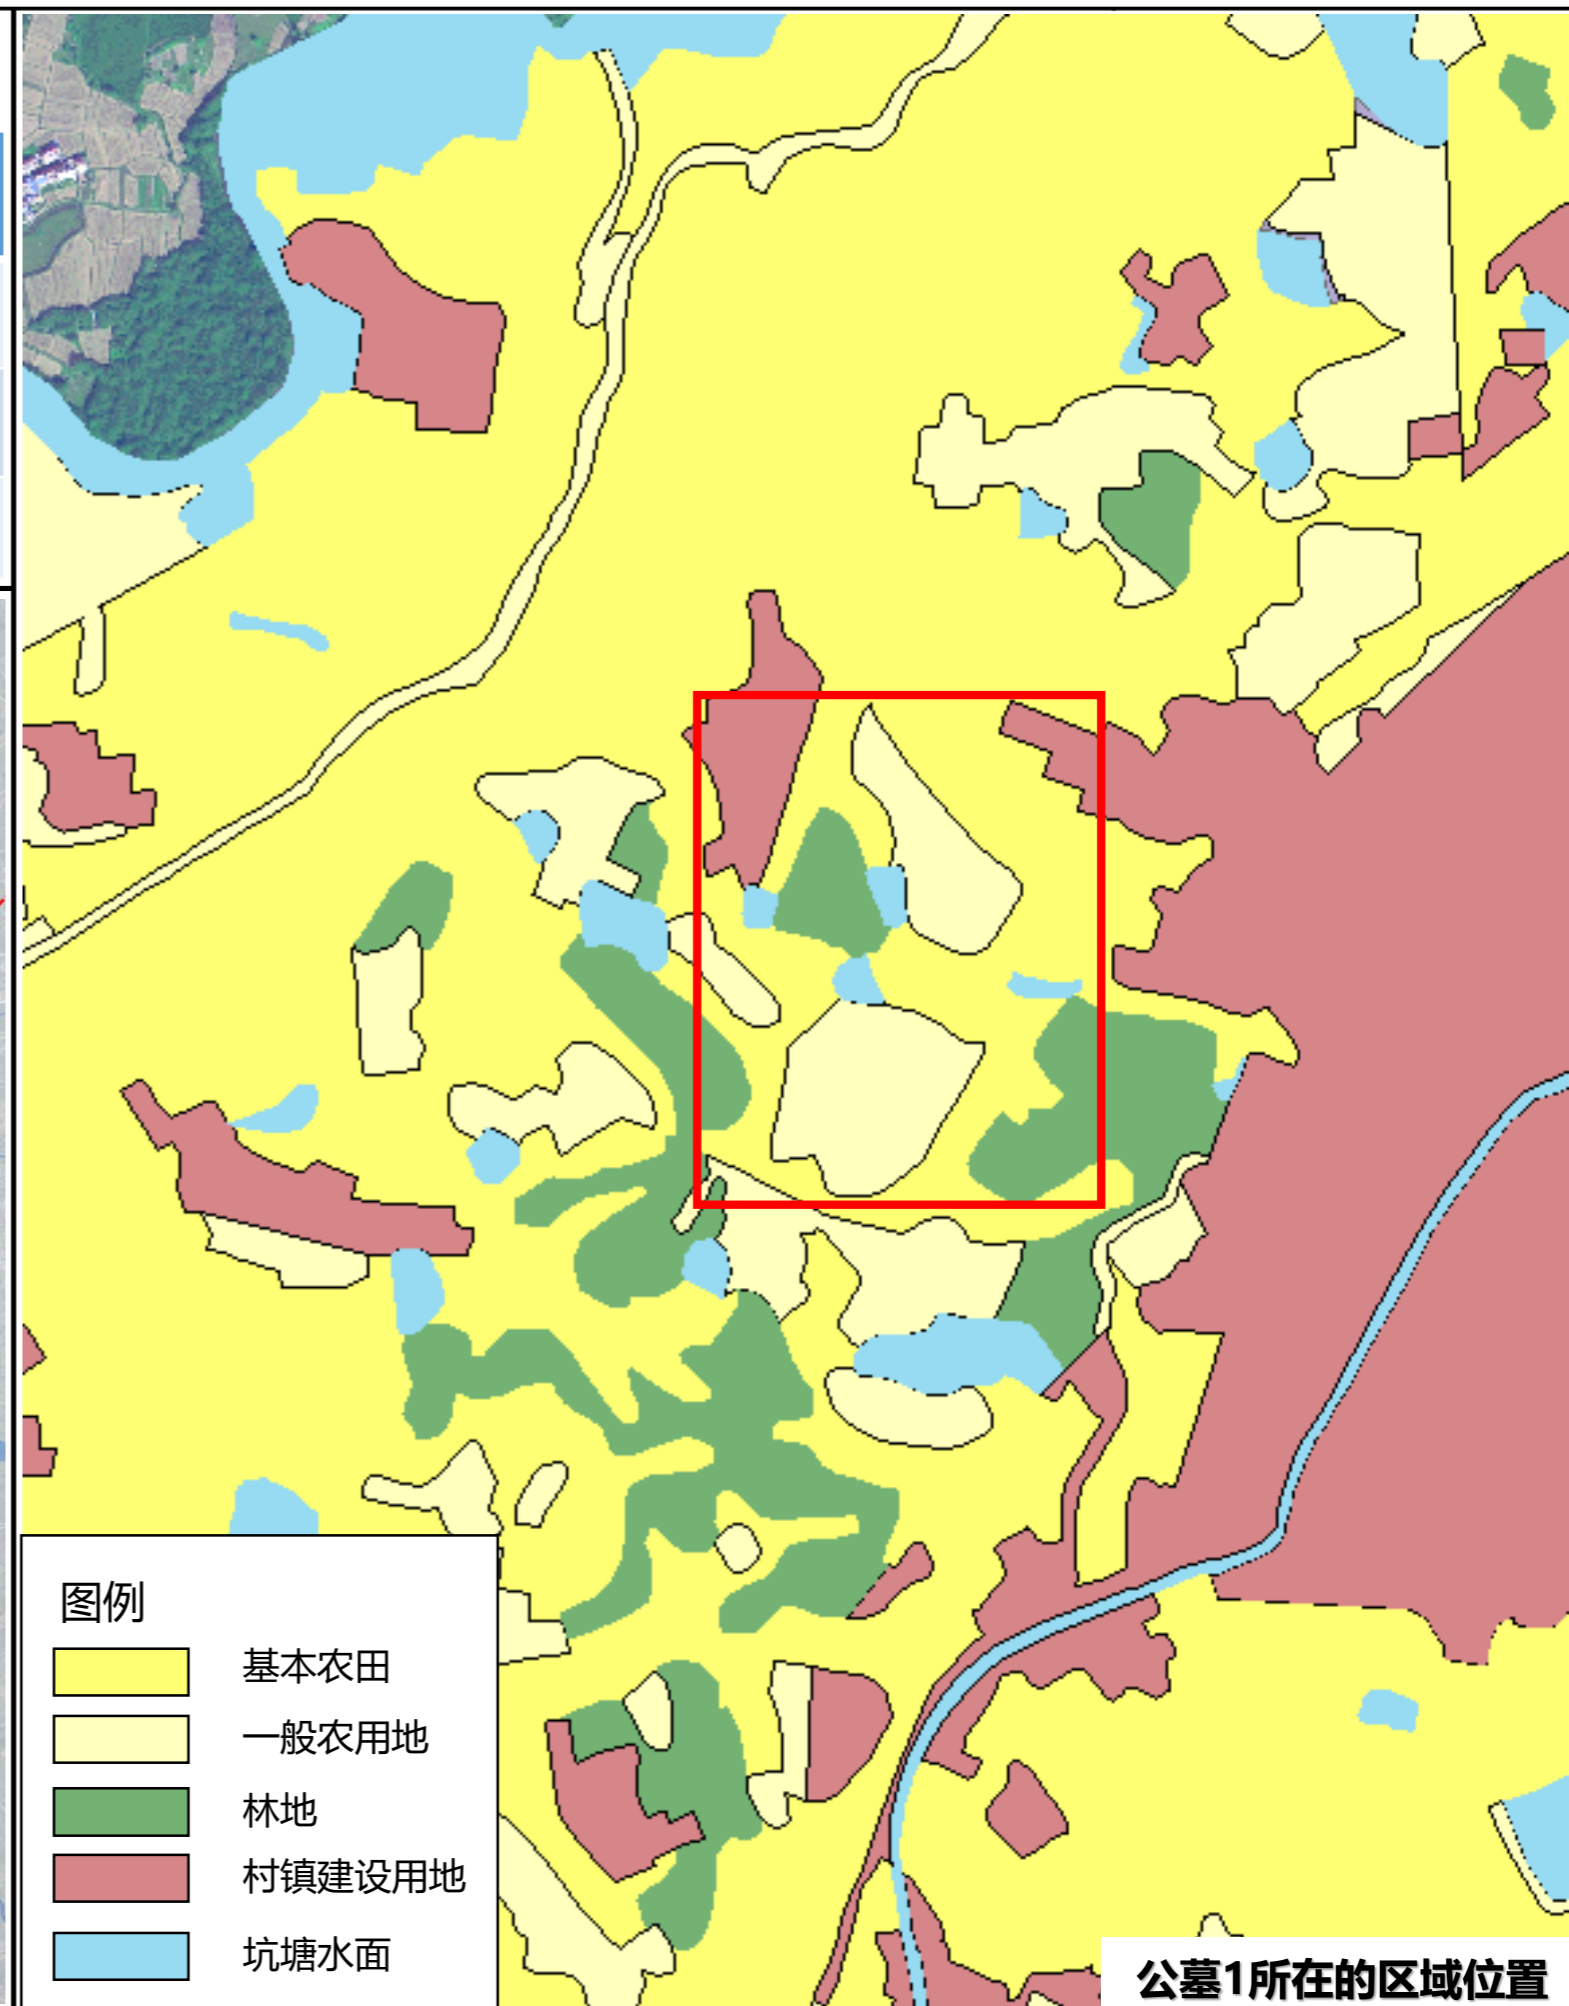 图例
基本农田
一般农用地
林地
村镇建设用地
坑塘水面
公墓1所在的区域位置